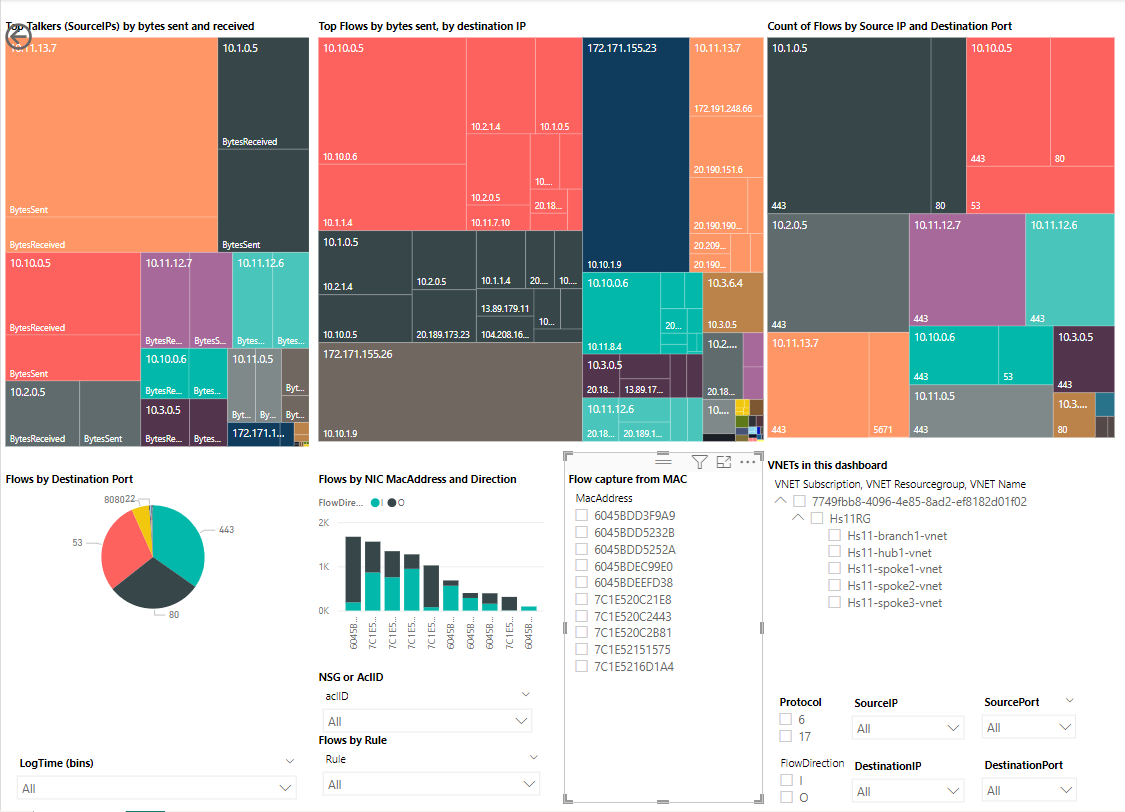 Top Talkers (SourceIPs) by bytes sent and received
10.11.13.7
BytesSent
BytesReceived
10.1.0.5
BytesReceived
BytesSent
10.10.0.5
BytesReceived
BytesSent
10.11.12.7
BytesRe...
Bytes...
10.11.12.6
Bytes...
Bytes...
10.10.0.6
BytesRe...
Bytes...
10.11.0.5
Byt...
By...
Byt...
Byt...
10.2.0.5
BytesReceived
BytesSent
10.3.0.5
BytesRe...
Bytes...
172.171.1...
Top Flows by bytes sent, by destination IP
10.10.0.5
10.10.0.6
10.1.1.4
10.2.1.4
10.1.0.5
10.2.0.5
10....
20.18...
10.11.7.10
10.1.0.5
10.2.1.4
10.10.0.5
10.2.0.5
20.189.173.23
10.1.1.4
20....
10....
13.89.179.11
104.208.16...
10...
172.171.155.26
10.10.1.9
172.171.155.23
10.10.1.9
10.11.13.7
172.191.248.66
20.190.151.6
20.190.190...
20.209...
20.190...
10.10.0.6
10.11.8.4
20...
10.3.6.4
10.3.0.5
10.3.0.5
20.18...
13.89.17...
10.2....
20.18...
10.11.12.6
20.18...
20.189.1...
10....
Count of Flows by Source IP and Destination Port
10.1.0.5
443
80
10.10.0.5
443
80
53
10.2.0.5
443
10.11.12.7
443
10.11.12.6
443
10.11.13.7
443
5671
10.10.0.6
443
53
10.3.0.5
443
10.11.0.5
443
10.3....
80
Flows by Destination Port
8080
22
443
53
80
Flows by NIC MacAddress and Direction
FlowDire...
I
O
2K
1K
0K
6045B...
7C1E5...
7C1E5...
7C1E5...
7C1E5...
6045B...
6045B...
6045B...
7C1E5...
6045B...
NSG or AclID
aclID
All
Flows by Rule
Rule
All
LogTime (bins)
All
Flow capture from MAC
MacAddress
6045BDD3F9A9
6045BDD5232B
6045BDD5252A
6045BDEC99E0
6045BDEEFD38
7C1E520C21E8
7C1E520C2443
7C1E520C2B81
7C1E52151575
7C1E5216D1A4
VNETs in this dashboard
VNET Subscription, VNET Resourcegroup, VNET Name
7749fbb8-4096-4e85-8ad2-ef8182d01f02
Hs11RG
Hs11-branch1-vnet
Hs11-hub1-vnet
Hs11-spoke1-vnet
Hs11-spoke2-vnet
Hs11-spoke3-vnet
Protocol
6
17
SourceIP
All
SourcePort
All
FlowDirection
I
O
DestinationIP
All
DestinationPort
All